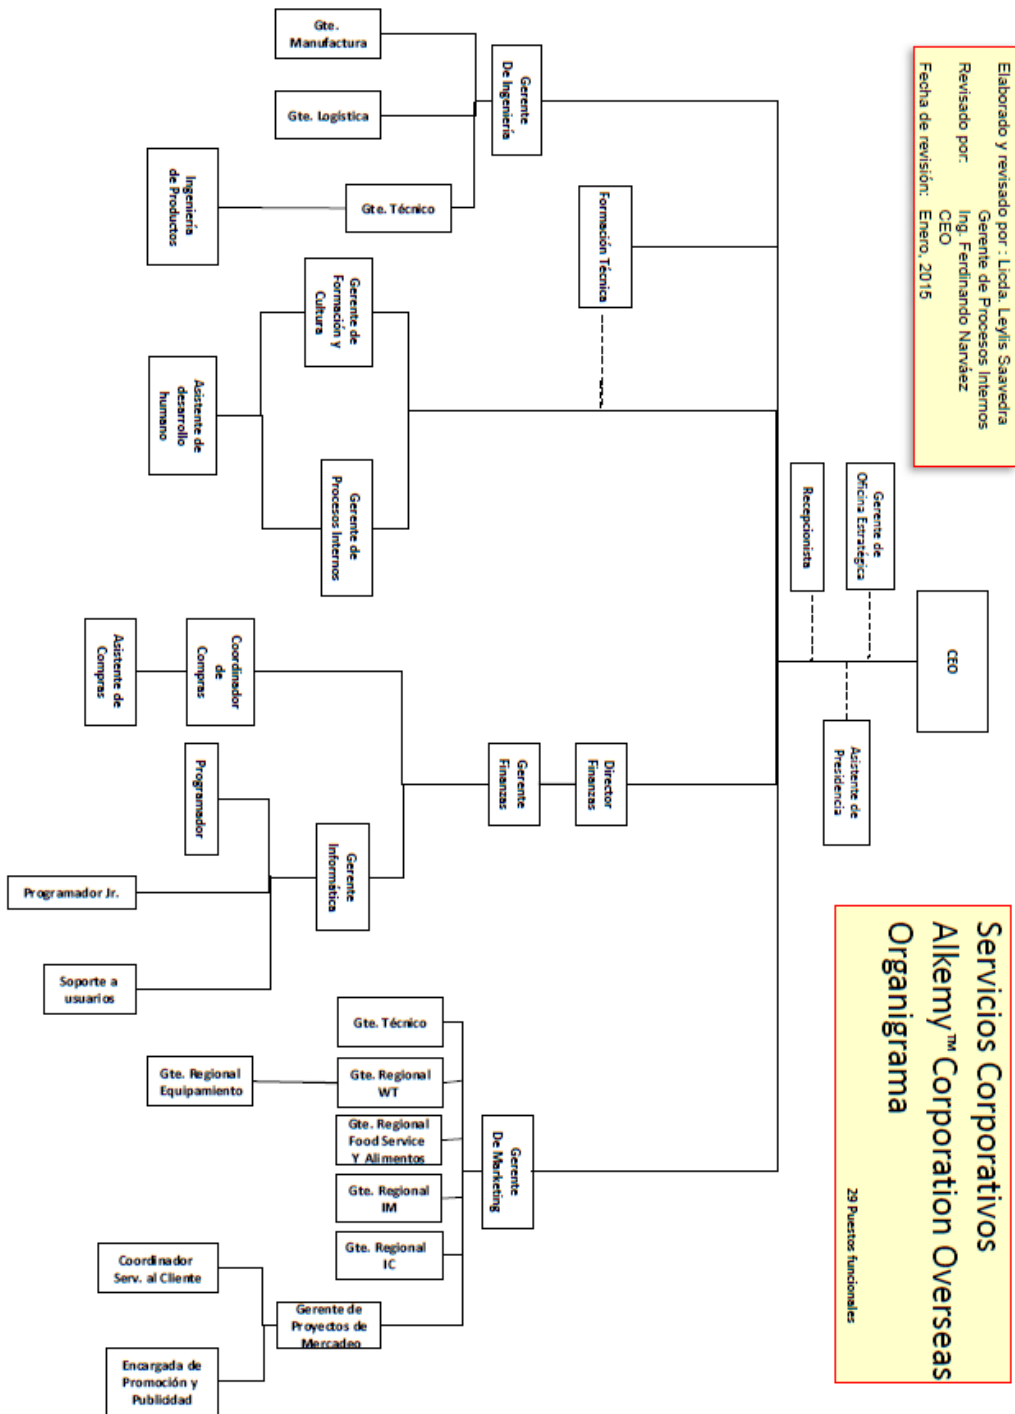 Elaborado y revisado por : Licda. Leylis Saavedra
Gerente de Procesos Internos
Revisado por: Ing. Ferdinando Narváez
CEO
Fecha de revisión: Enero, 2015
Servicios Corporativos
Alkemy™ Corporation Overseas
Organigrama
29 Puestos funcionales
CEO
Gerente de
Oficina Estratégica
Asistente de
Presidencia
Recepcionista
Formación Técnica
Director
Finanzas
Gerente
De Ingeniería
Gerente
Finanzas
Gerente
De Marketing
Gte.
Manufactura
Gte. Logística
Gte. Técnico
Ingeniería
de Productos
Gerente de
Formación y
Cultura
Gerente de
Procesos Internos
Asistente de
desarrollo
humano
Coordinador
de
Compras
Asistente de
Compras
Gerente
Informática
Programador
Programador Jr.
Soporte a
usuarios
Gte. Técnico
Gte. Regional
WT
Gte. Regional
Equipamiento
Gte. Regional
Food Service
Y Alimentos
Gte. Regional
IM
Gte. Regional
IC
Gerente de
Proyectos de
Mercadeo
Coordinador
Serv. al Cliente
Encargada de
Promoción y
Publicidad